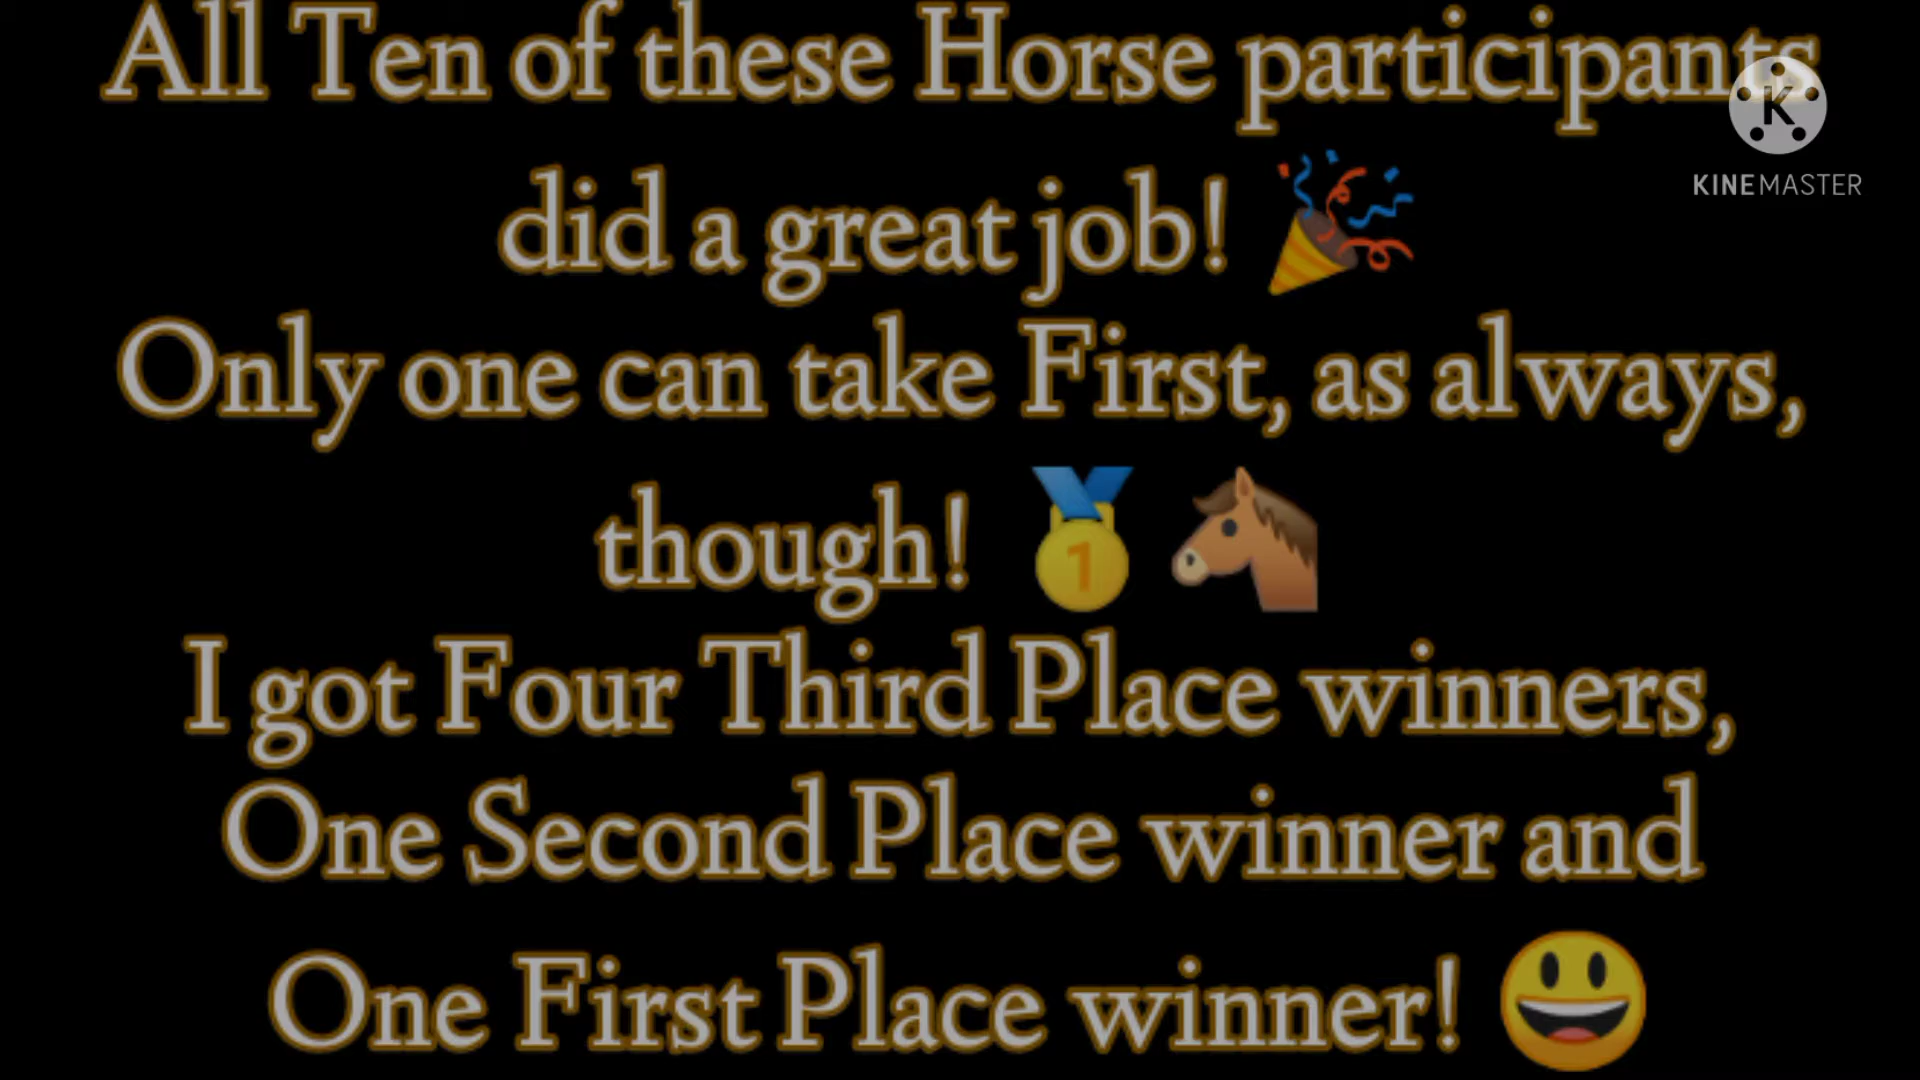 All Ten of these Horse participants
did a great job! 🎉
Only one can take First, as always,
though! 🥇🐴
I got Four Third Place winners,
One Second Place winner and
One First Place winner! 😃
K
KINEMASTER